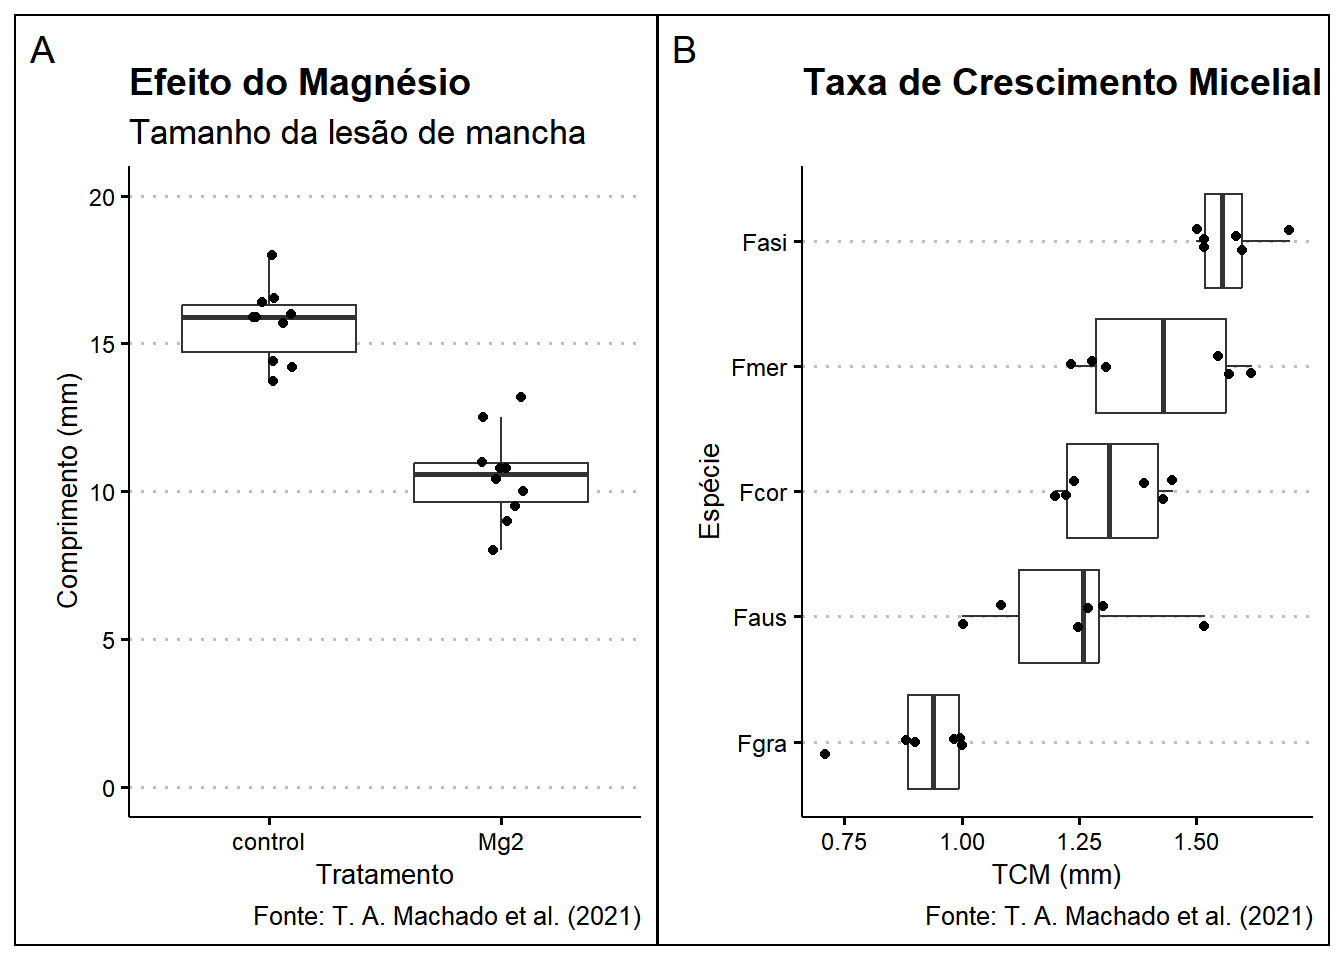 A
Efeito do Magnésio
Tamanho da lesão de mancha
Comprimento (mm)
20
15
10
5
0
control Mg2
Tratamento
Fonte: T. A. Machado et al. (2021)
B
Taxa de Crescimento Micelial
Espécie
Fasi
Fmer
Fcor
Faus
Fgra
0.75 1.00 1.25 1.50
TCM (mm)
Fonte: T. A. Machado et al. (2021)